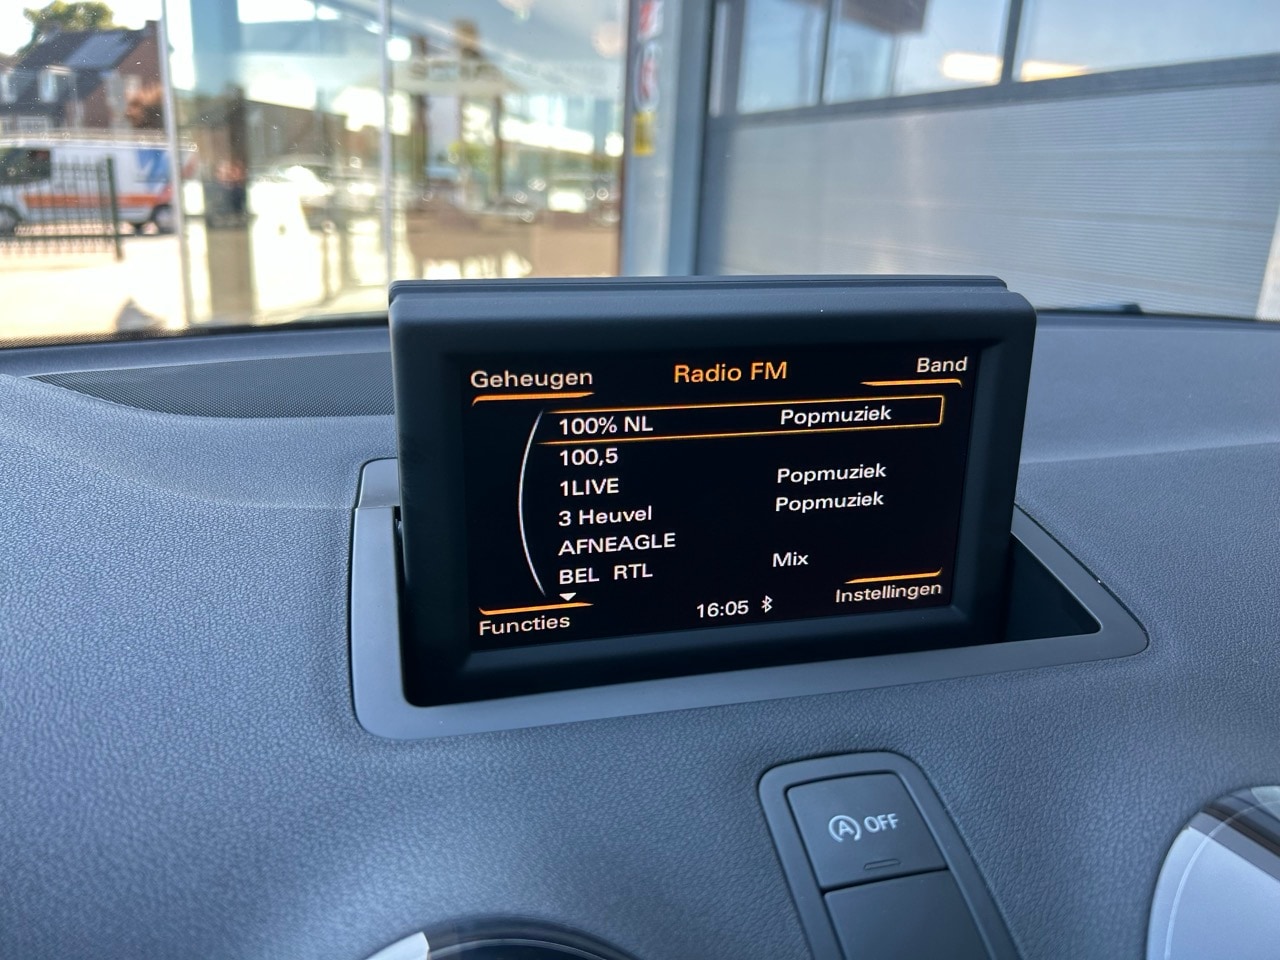 Geheugen Radio FM Band
100% NL Popmuziek
100,5
1LIVE Popmuziek
3 Heuvel Popmuziek
AFNEAGLE
BEL RTL Mix
Functies 16:05 Instellingen
A OFF